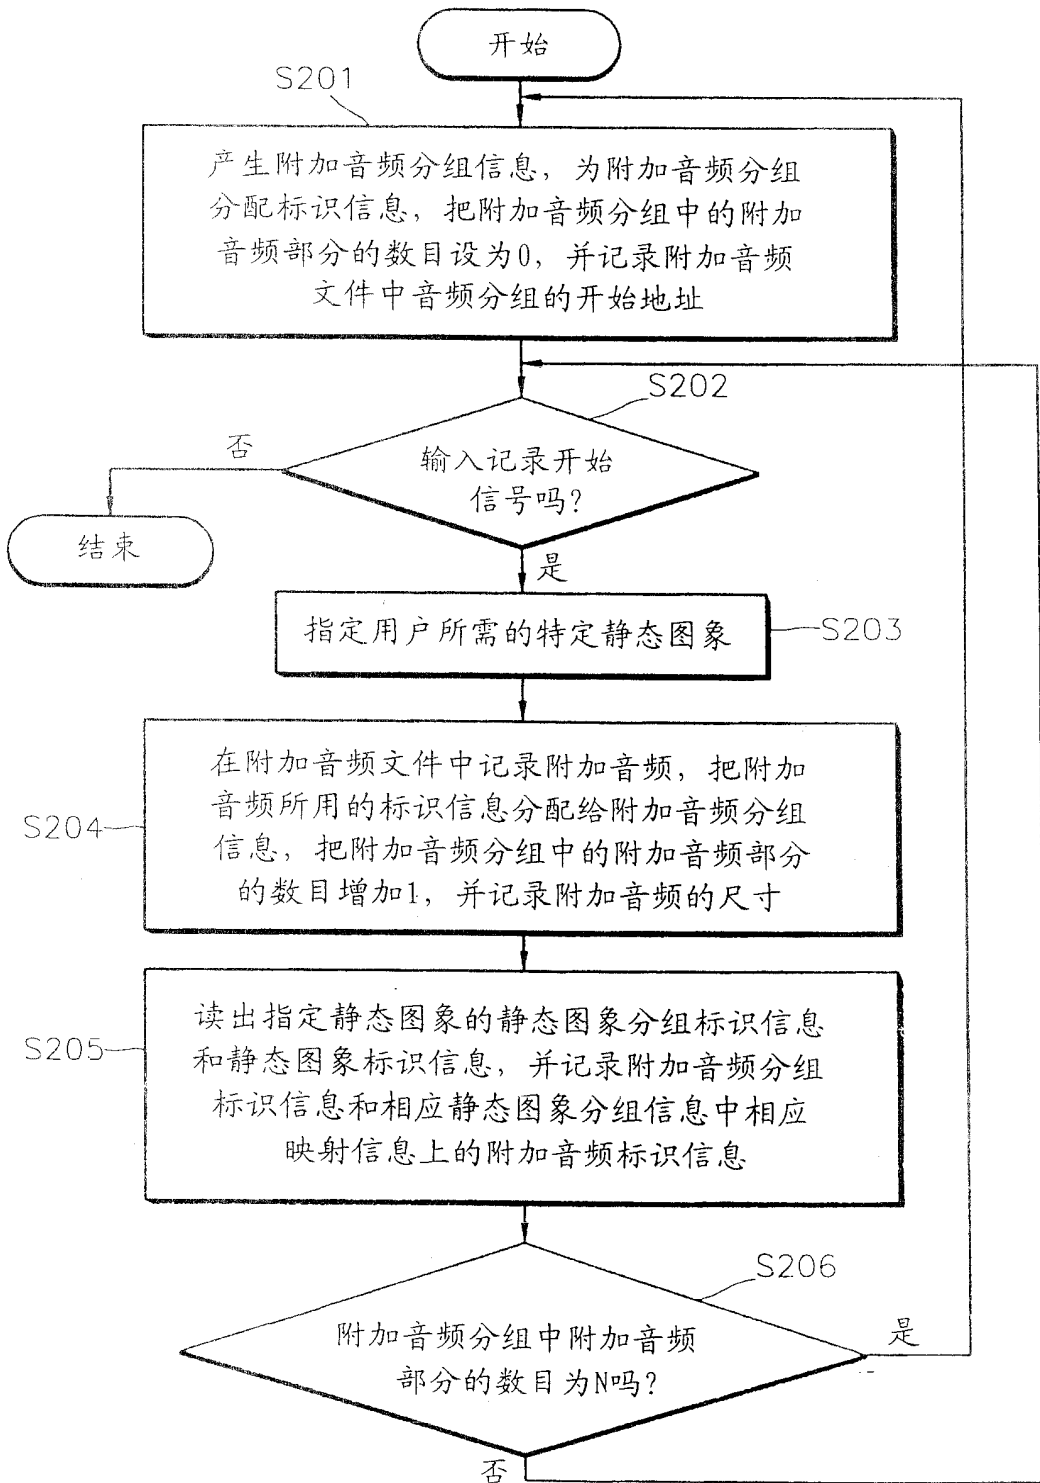 开始
S201
产生附加音频分组信息，为附加音频分组
分配标识信息，把附加音频分组中的附加
音频部分的数目设为0，并记录附加音频
文件中音频分组的开始地址
S202
否
输入记录开始
信号吗?
结束
是
指定用户所需的特定静态图象
S203
在附加音频文件中记录附加音频，把附加
音频所用的标识信息分配给附加音频分组
S204
信息，把附加音频分组中的附加音频部分
的数目增加1，并记录附加音频的尺寸
读出指定静态图象的静态图象分组标识信息
S205
和静态图象标识信息，并记录附加音频分组
标识信息和相应静态图象分组信息中相应
映射信息上的附加音频标识信息
S206
附加音频分组中附加音频
部分的数目为N吗?
是
否